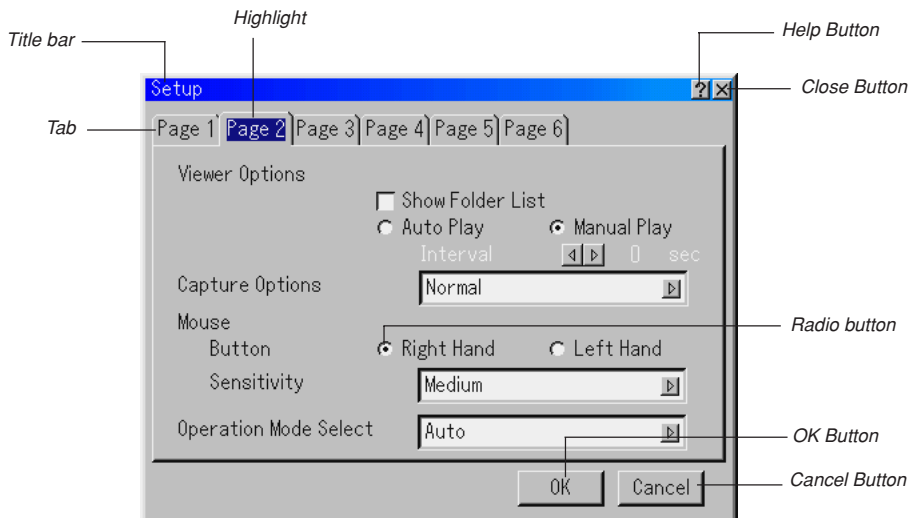 Highlight
Title bar
Help Button
Setup
?
Close Button
Tab
Page 1 Page 2 Page 3 Page 4 Page 5 Page 6
Viewer Options
Show Folder List
Auto Play Manual Play
Interval 0 sec
Capture Options Normal
Mouse
Radio button
Button Right Hand Left Hand
Sensitivity Medium
Operation Mode Select Auto
OK Button
OK Cancel
Cancel Button